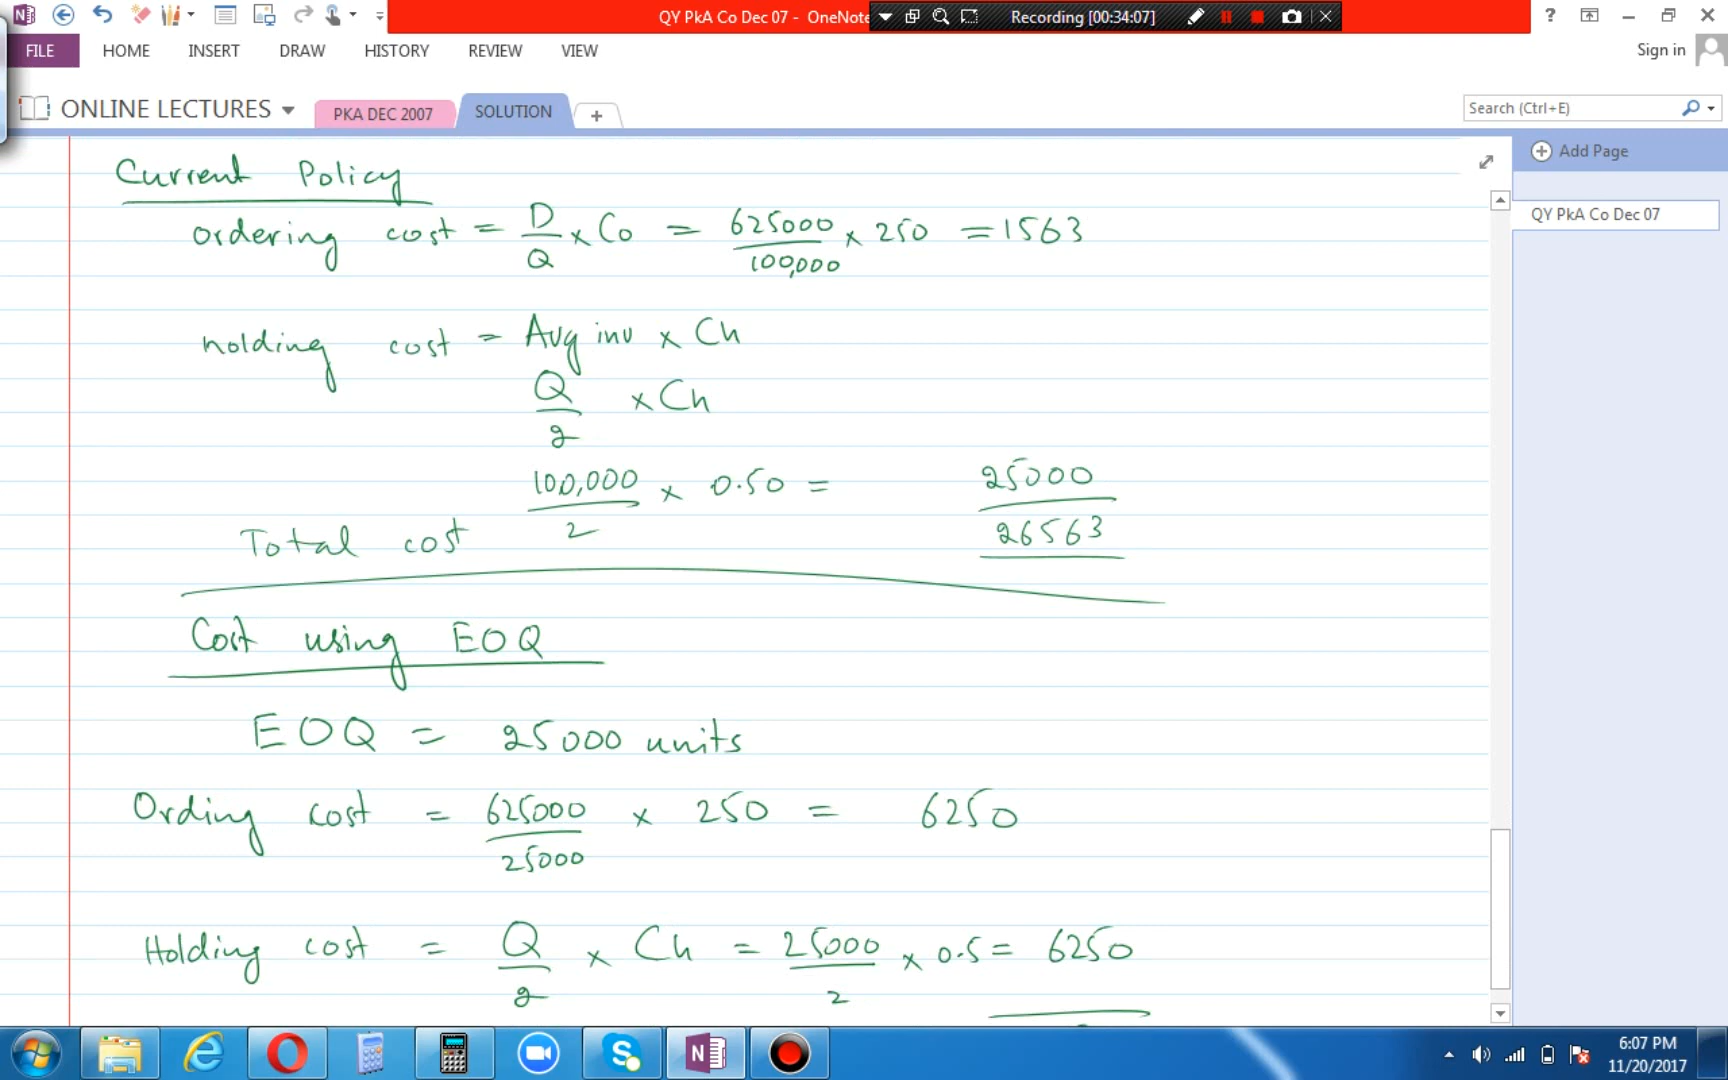 QY PkA Co Dec 07 - OneNote
Recording [00:34:07]
?
FILE HOME INSERT DRAW HISTORY REVIEW VIEW
Sign in
ONLINE LECTURES PKA DEC 2007 SOLUTION +
Search (Ctrl+E)
Add Page
QY PkA Co Dec 07
Current Policy
ordering cost = D/Q × Co = 625000/100,000 × 250 = 1563
holding cost = Avg inv × Ch
Q/2 × Ch
100,000/2 × 0.50 = 25000
Total cost 26563
Cost using EOQ
EOQ = 25000 units
Ording cost = 625000/25000 × 250 = 6250
Holding cost = Q/2 × Ch = 25000/2 × 0.5 = 6250
6:07 PM
11/20/2017